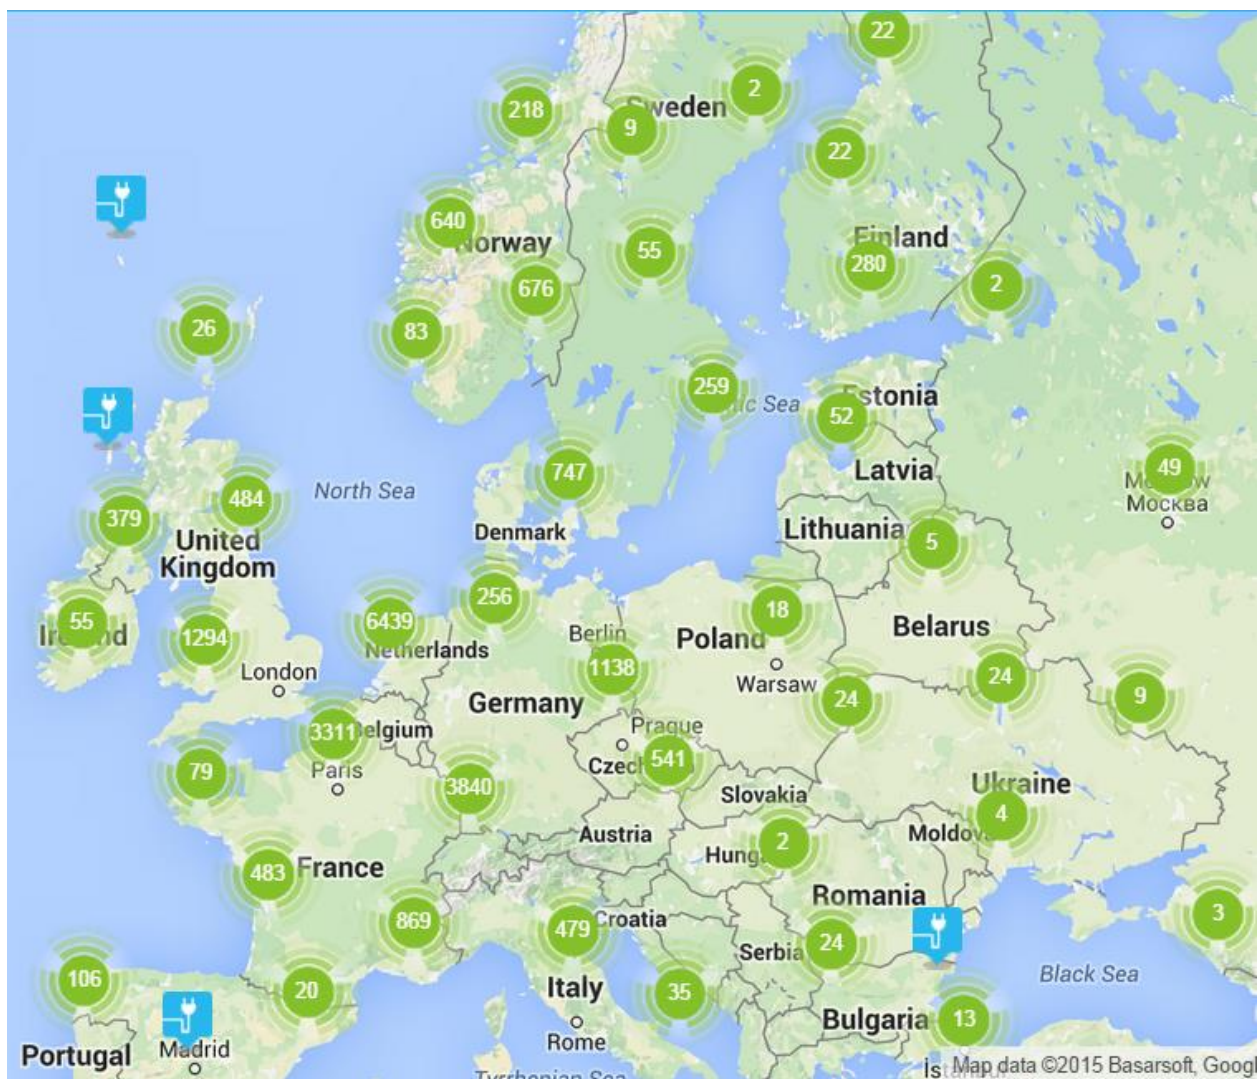 22
2
218
Sweden
9
22
640
Norway
55
Finland
280
676
2
26
83
259
Estonia
52
747
Latvia
49
Москва
North Sea
484
379
Denmark
Lithuania
United
Kingdom
5
256
55
Ireland
1294
6439
Netherlands
Berlin
18
Poland
Belarus
London
1138
Warsaw
24
24
9
Germany
3311
Belgium
Prague
79
Paris
541
3840
Slovakia
Ukraine
Austria
4
2
483
France
Romania
869
479
Croatia
3
Serbia
24
106
20
Italy
35
Black Sea
Bulgaria
13
Rome
Portugal
Madrid
Map data ©2015 Basarsoft, Googl